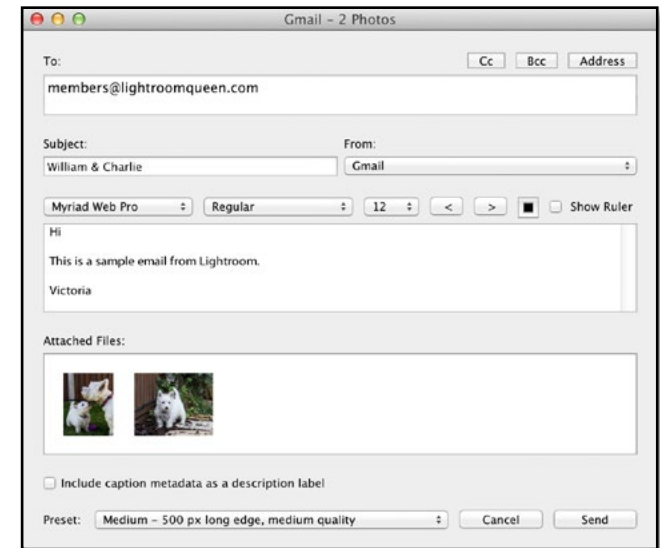 Gmail – 2 Photos
To:
Cc Bcc Address
members@lightroomqueen.com
Subject: From:
William & Charlie Gmail
Myriad Web Pro Regular 12 < > Show Ruler
Hi
This is a sample email from Lightroom.
Victoria
Attached Files:
Include caption metadata as a description label
Preset: Medium – 500 px long edge, medium quality Cancel Send